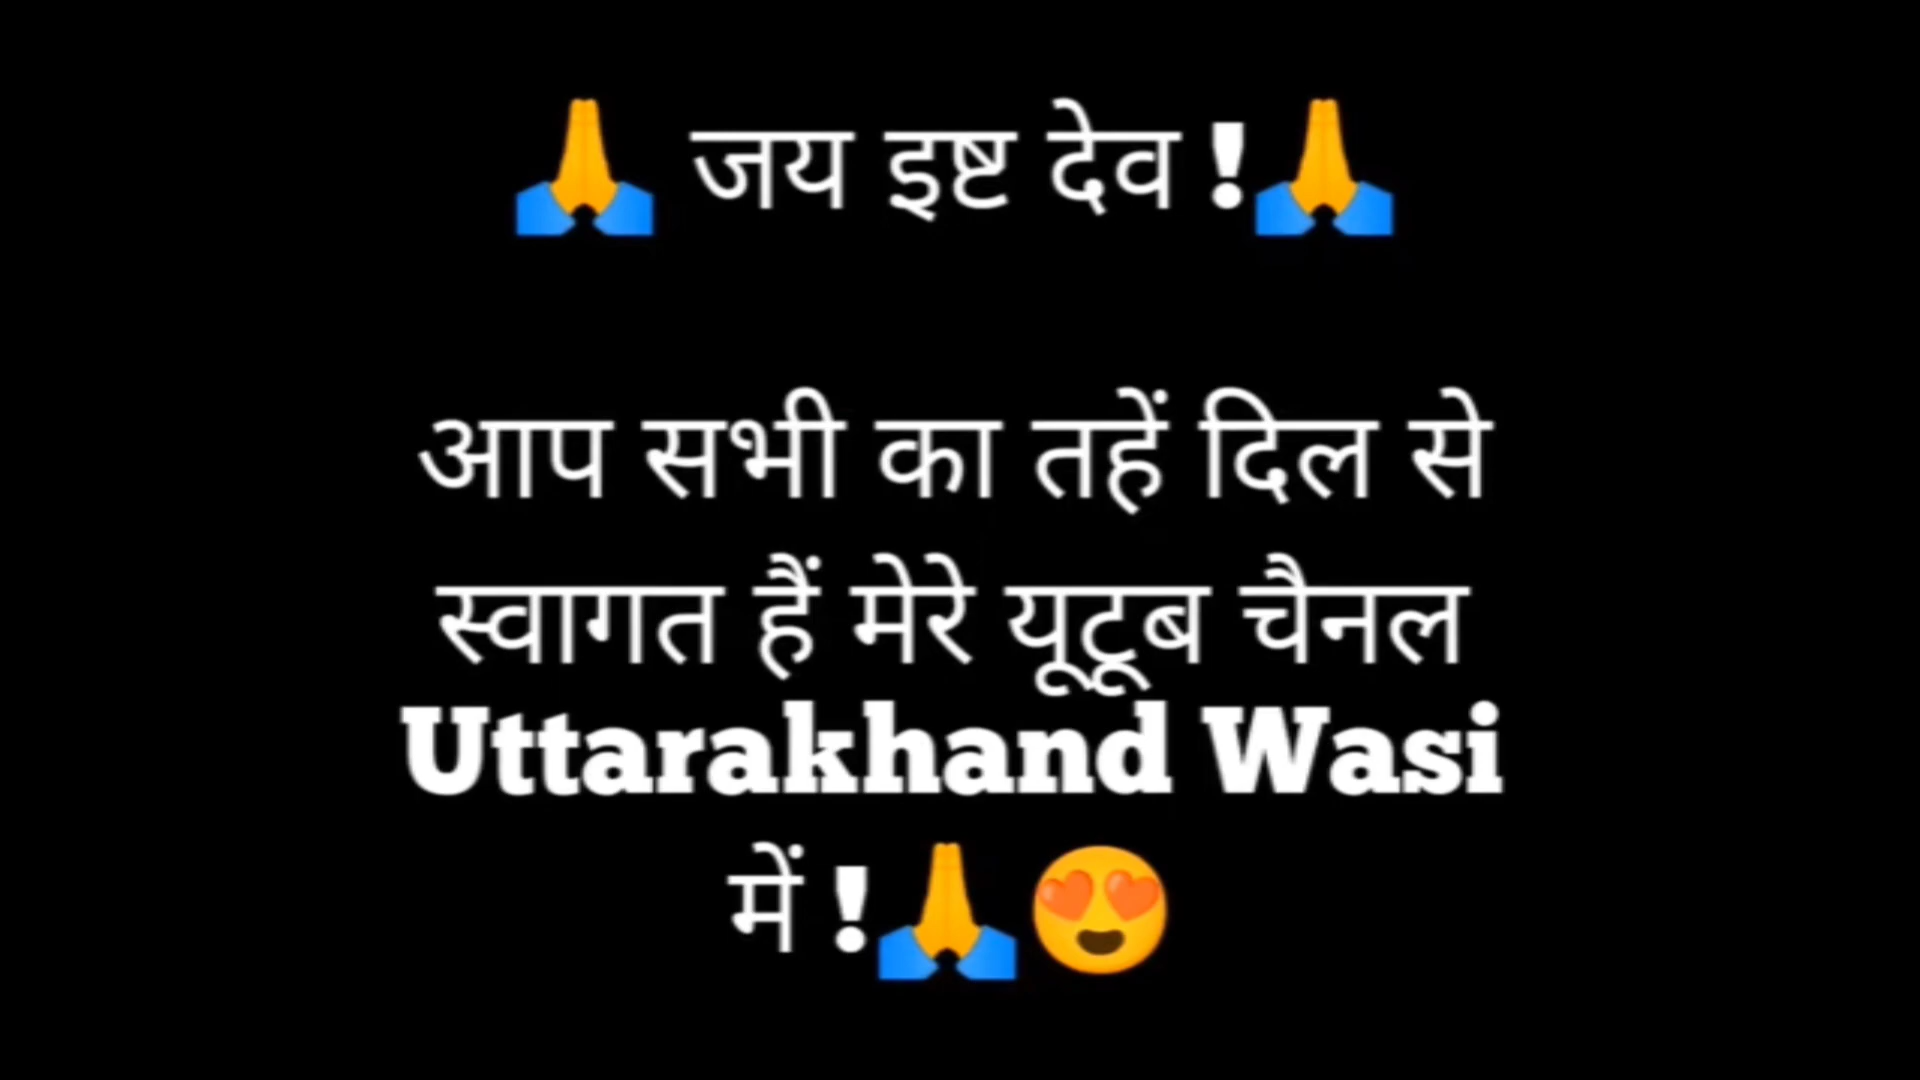 🙏 जय इष्ट देव !🙏
आप सभी का तहें दिल से
स्वागत हैं मेरे यूटूब चैनल
Uttarakhand Wasi
में !🙏😍